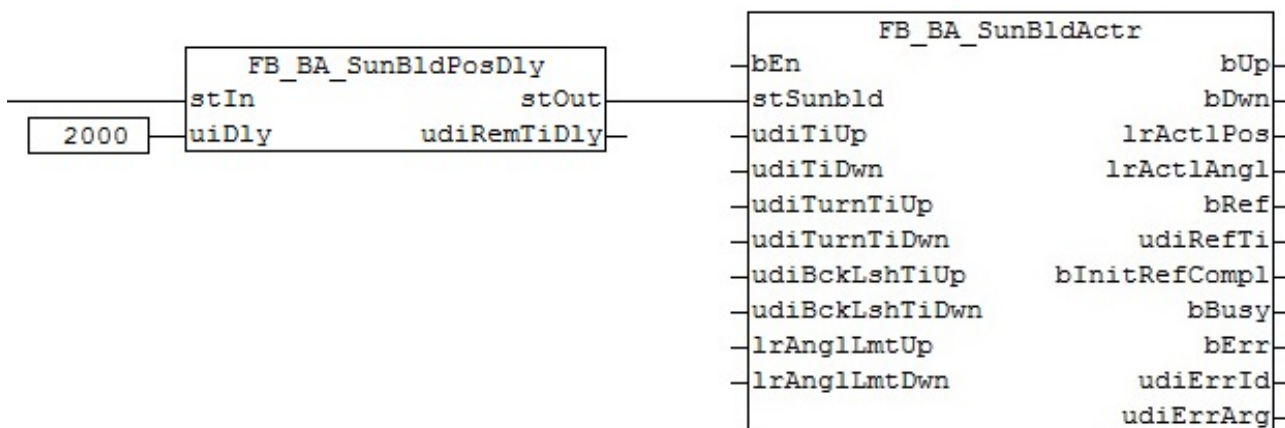 FB_BA_SunBldPosDly
stIn stOut
2000 uiDly udiRemTiDly
FB_BA_SunBldActr
bEn bUp
stSunbld bDwn
udiTiUp lrActlPos
udiTiDwn lrActlAngl
udiTurnTiUp bRef
udiTurnTiDwn udiRefTi
udiBckLshTiUp bInitRefCompl
udiBckLshTiDwn bBusy
lrAnglLmtUp bErr
lrAnglLmtDwn udiErrId
udiErrArg